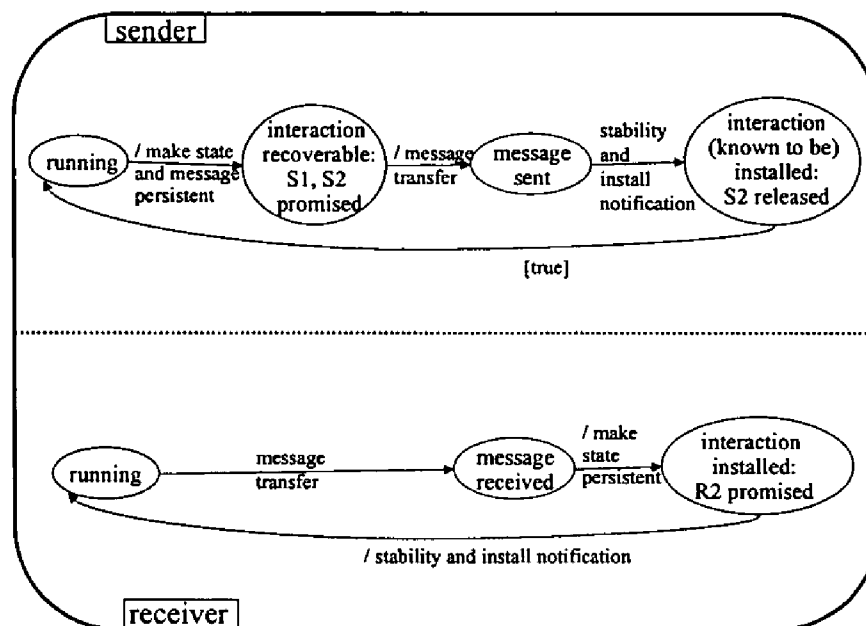 sender
running
/ make state
and message
persistent
interaction
recoverable:
S1, S2
promised
/ message
transfer
message
sent
stability
and
install
notification
interaction
(known to be)
installed:
S2 released
[true]
running
message
transfer
message
received
/ make
state
persistent
interaction
installed:
R2 promised
/ stability and install notification
receiver